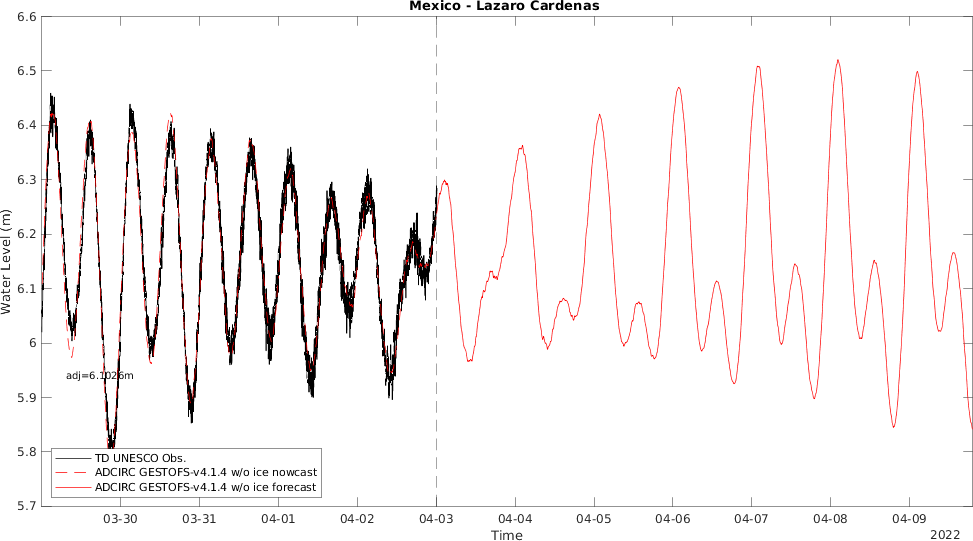 Mexico - Lazaro Cardenas
6.6
6.5
6.4
6.3
6.2
6.1
6
5.9
5.8
5.7
Water Level (m)
adj=6.1026m
TD UNESCO Obs.
ADCIRC GESTOFS-v4.1.4 w/o ice nowcast
ADCIRC GESTOFS-v4.1.4 w/o ice forecast
03-30 03-31 04-01 04-02 04-03 04-04 04-05 04-06 04-07 04-08 04-09
Time
2022